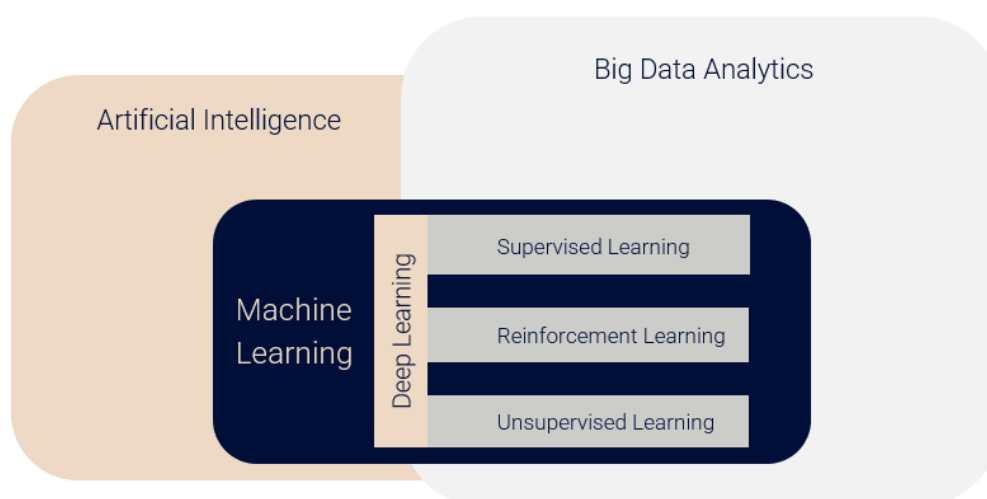 Big Data Analytics
Artificial Intelligence
Machine
Learning
Deep Learning
Supervised Learning
Reinforcement Learning
Unsupervised Learning